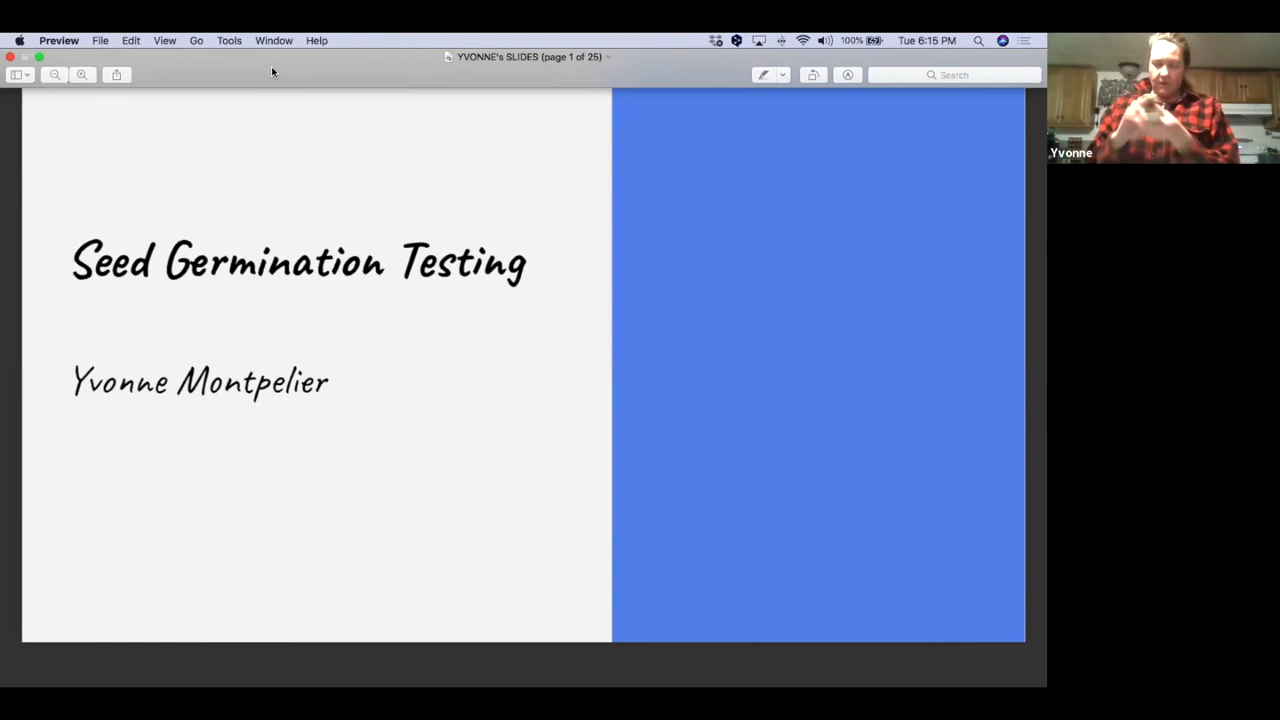 Preview File Edit View Go Tools Window Help 100% Tue 6:15 PM
YVONNE's SLIDES (page 1 of 25)
Search
Seed Germination Testing
Yvonne Montpelier
Yvonne